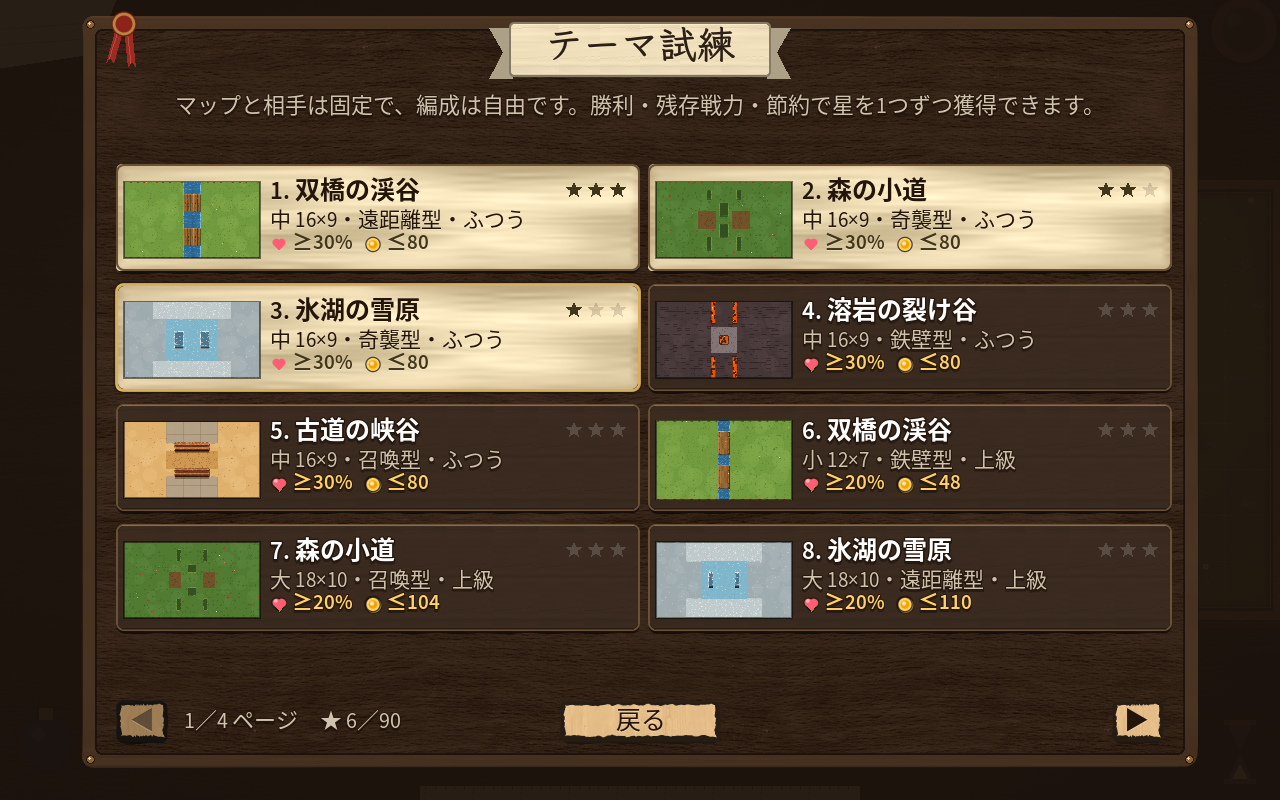 テーマ試練
マップと相手は固定で、編成は自由です。勝利・残存戦力・節約で星を1つずつ獲得できます。
1. 双橋の渓谷 ★★★
中 16×9・遠距離型・ふつう
≥30% ≤80
2. 森の小道 ★★★
中 16×9・奇襲型・ふつう
≥30% ≤80
3. 氷湖の雪原 ★★★
中 16×9・奇襲型・ふつう
≥30% ≤80
4. 溶岩の裂け谷 ★★★
中 16×9・鉄壁型・ふつう
≥30% ≤80
5. 古道の峡谷 ★★★
中 16×9・召喚型・ふつう
≥30% ≤80
6. 双橋の渓谷 ★★★
小 12×7・鉄壁型・上級
≥20% ≤48
7. 森の小道 ★★★
大 18×10・召喚型・上級
≥20% ≤104
8. 氷湖の雪原 ★★★
大 18×10・遠距離型・上級
≥20% ≤110
◀ 1／4 ページ ★ 6／90 戻る ▶